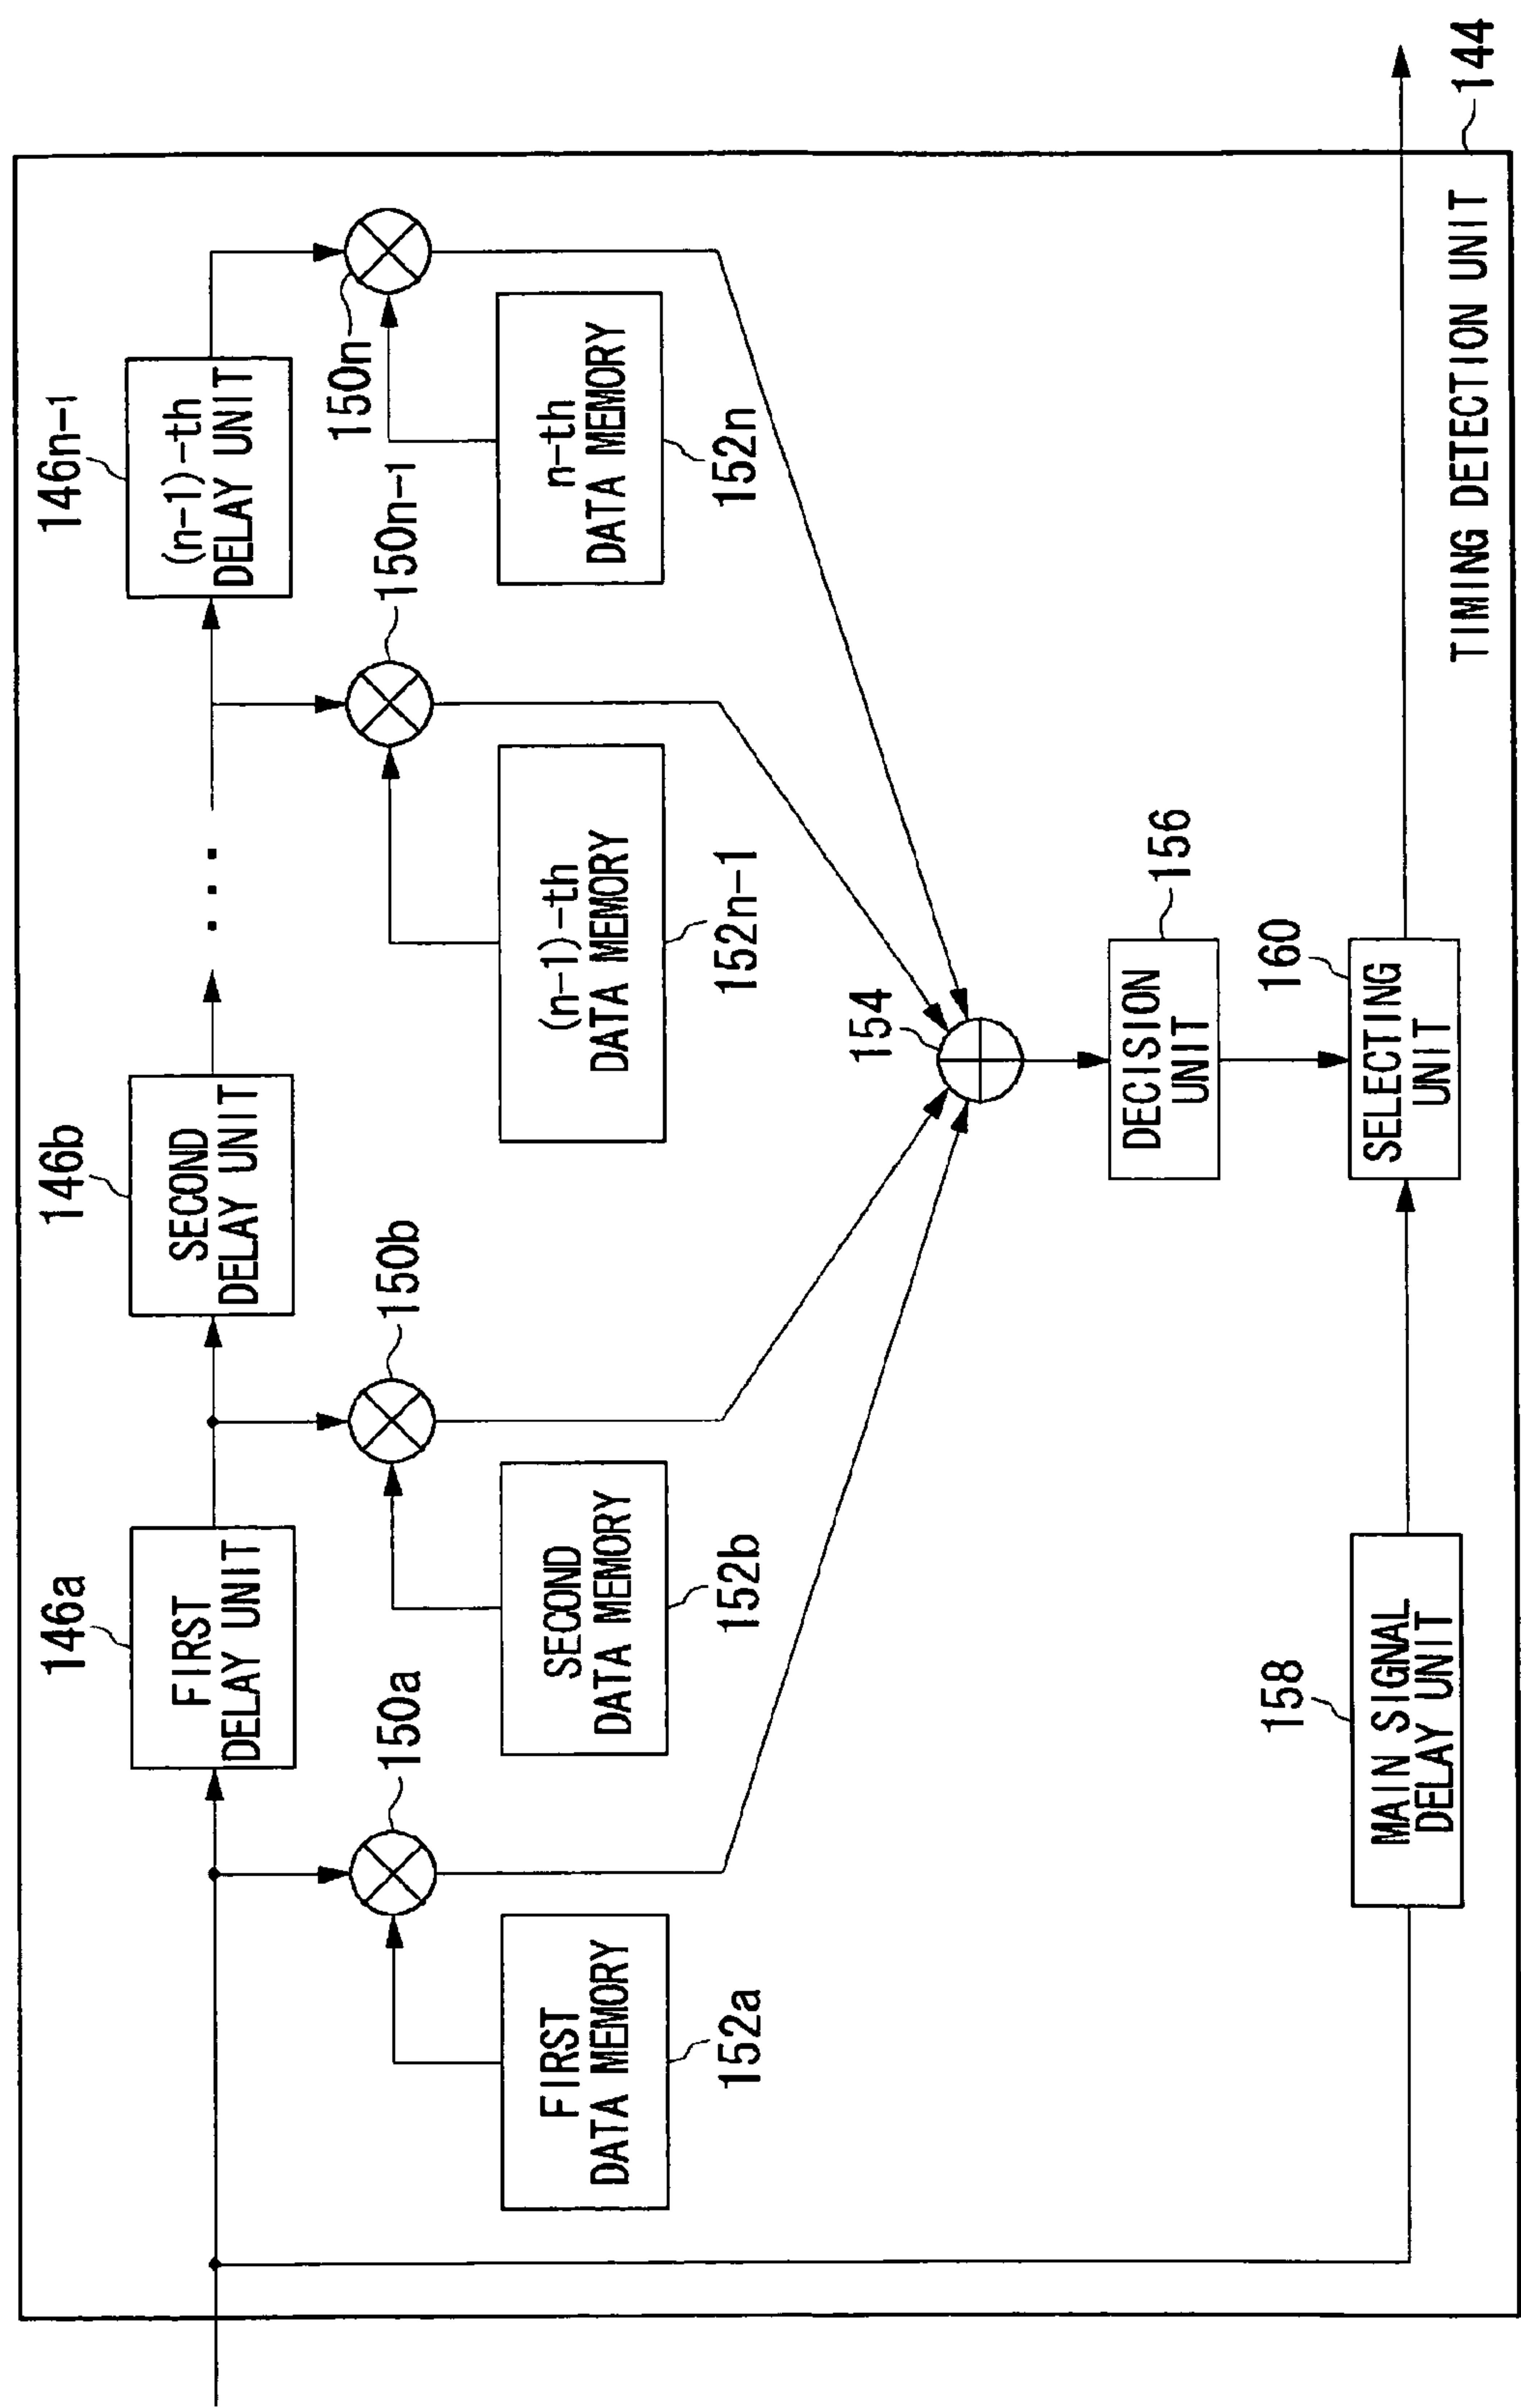 146a
FIRST
DELAY UNIT
146b
SECOND
DELAY UNIT
...
146n-1
(n-1)-th
DELAY UNIT
150a
150b
150n-1
150n
FIRST
DATA MEMORY
152a
SECOND
DATA MEMORY
152b
(n-1)-th
DATA MEMORY
152n-1
n-th
DATA MEMORY
152n
154
DECISION
UNIT
156
158
MAIN SIGNAL
DELAY UNIT
160
SELECTING
UNIT
TIMING DETECTION UNIT
144